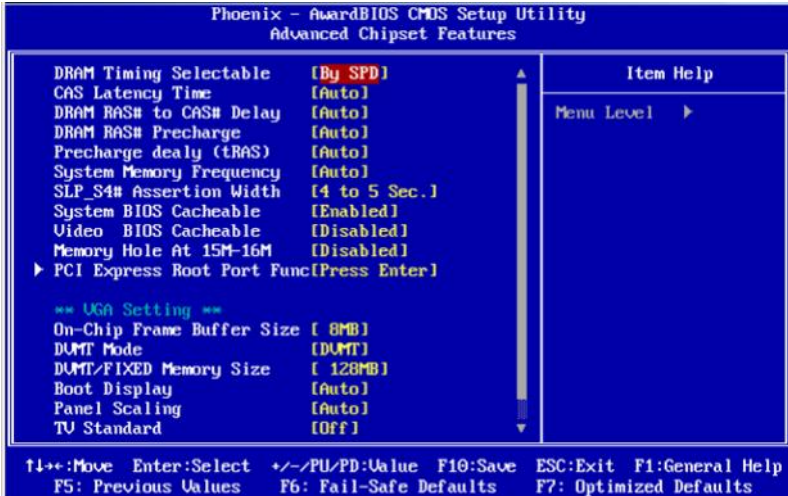 Phoenix - AwardBIOS CMOS Setup Utility
Advanced Chipset Features
DRAM Timing Selectable [By SPD]
CAS Latency Time [Auto]
DRAM RAS# to CAS# Delay [Auto]
DRAM RAS# Precharge [Auto]
Precharge dealy (tRAS) [Auto]
System Memory Frequency [Auto]
SLP_S4# Assertion Width [4 to 5 Sec.]
System BIOS Cacheable [Enabled]
Video BIOS Cacheable [Disabled]
Memory Hole At 15M-16M [Disabled]
▶ PCI Express Root Port Func[Press Enter]
** VGA Setting **
On-Chip Frame Buffer Size [ 8MB]
DVMT Mode [DVMT]
DVMT/FIXED Memory Size [ 128MB]
Boot Display [Auto]
Panel Scaling [Auto]
TV Standard [Off]
Item Help
Menu Level ▶
↑↓→←:Move Enter:Select +/-/PU/PD:Value F10:Save ESC:Exit F1:General Help
F5: Previous Values F6: Fail-Safe Defaults F7: Optimized Defaults